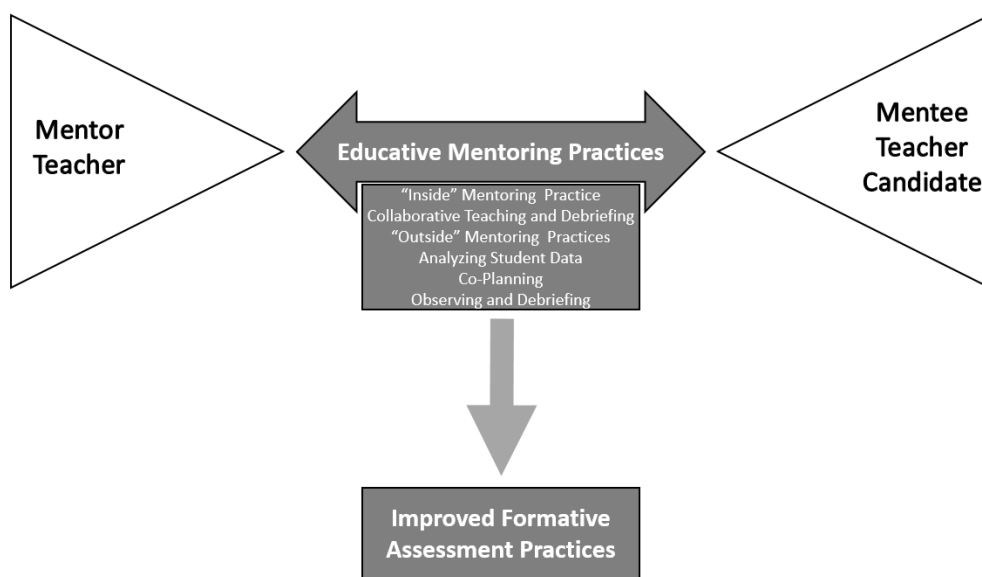 Mentor
Teacher
Educative Mentoring Practices
Mentee
Teacher
Candidate
“Inside” Mentoring Practice
Collaborative Teaching and Debriefing
“Outside” Mentoring Practices
Analyzing Student Data
Co-Planning
Observing and Debriefing
Improved Formative
Assessment Practices